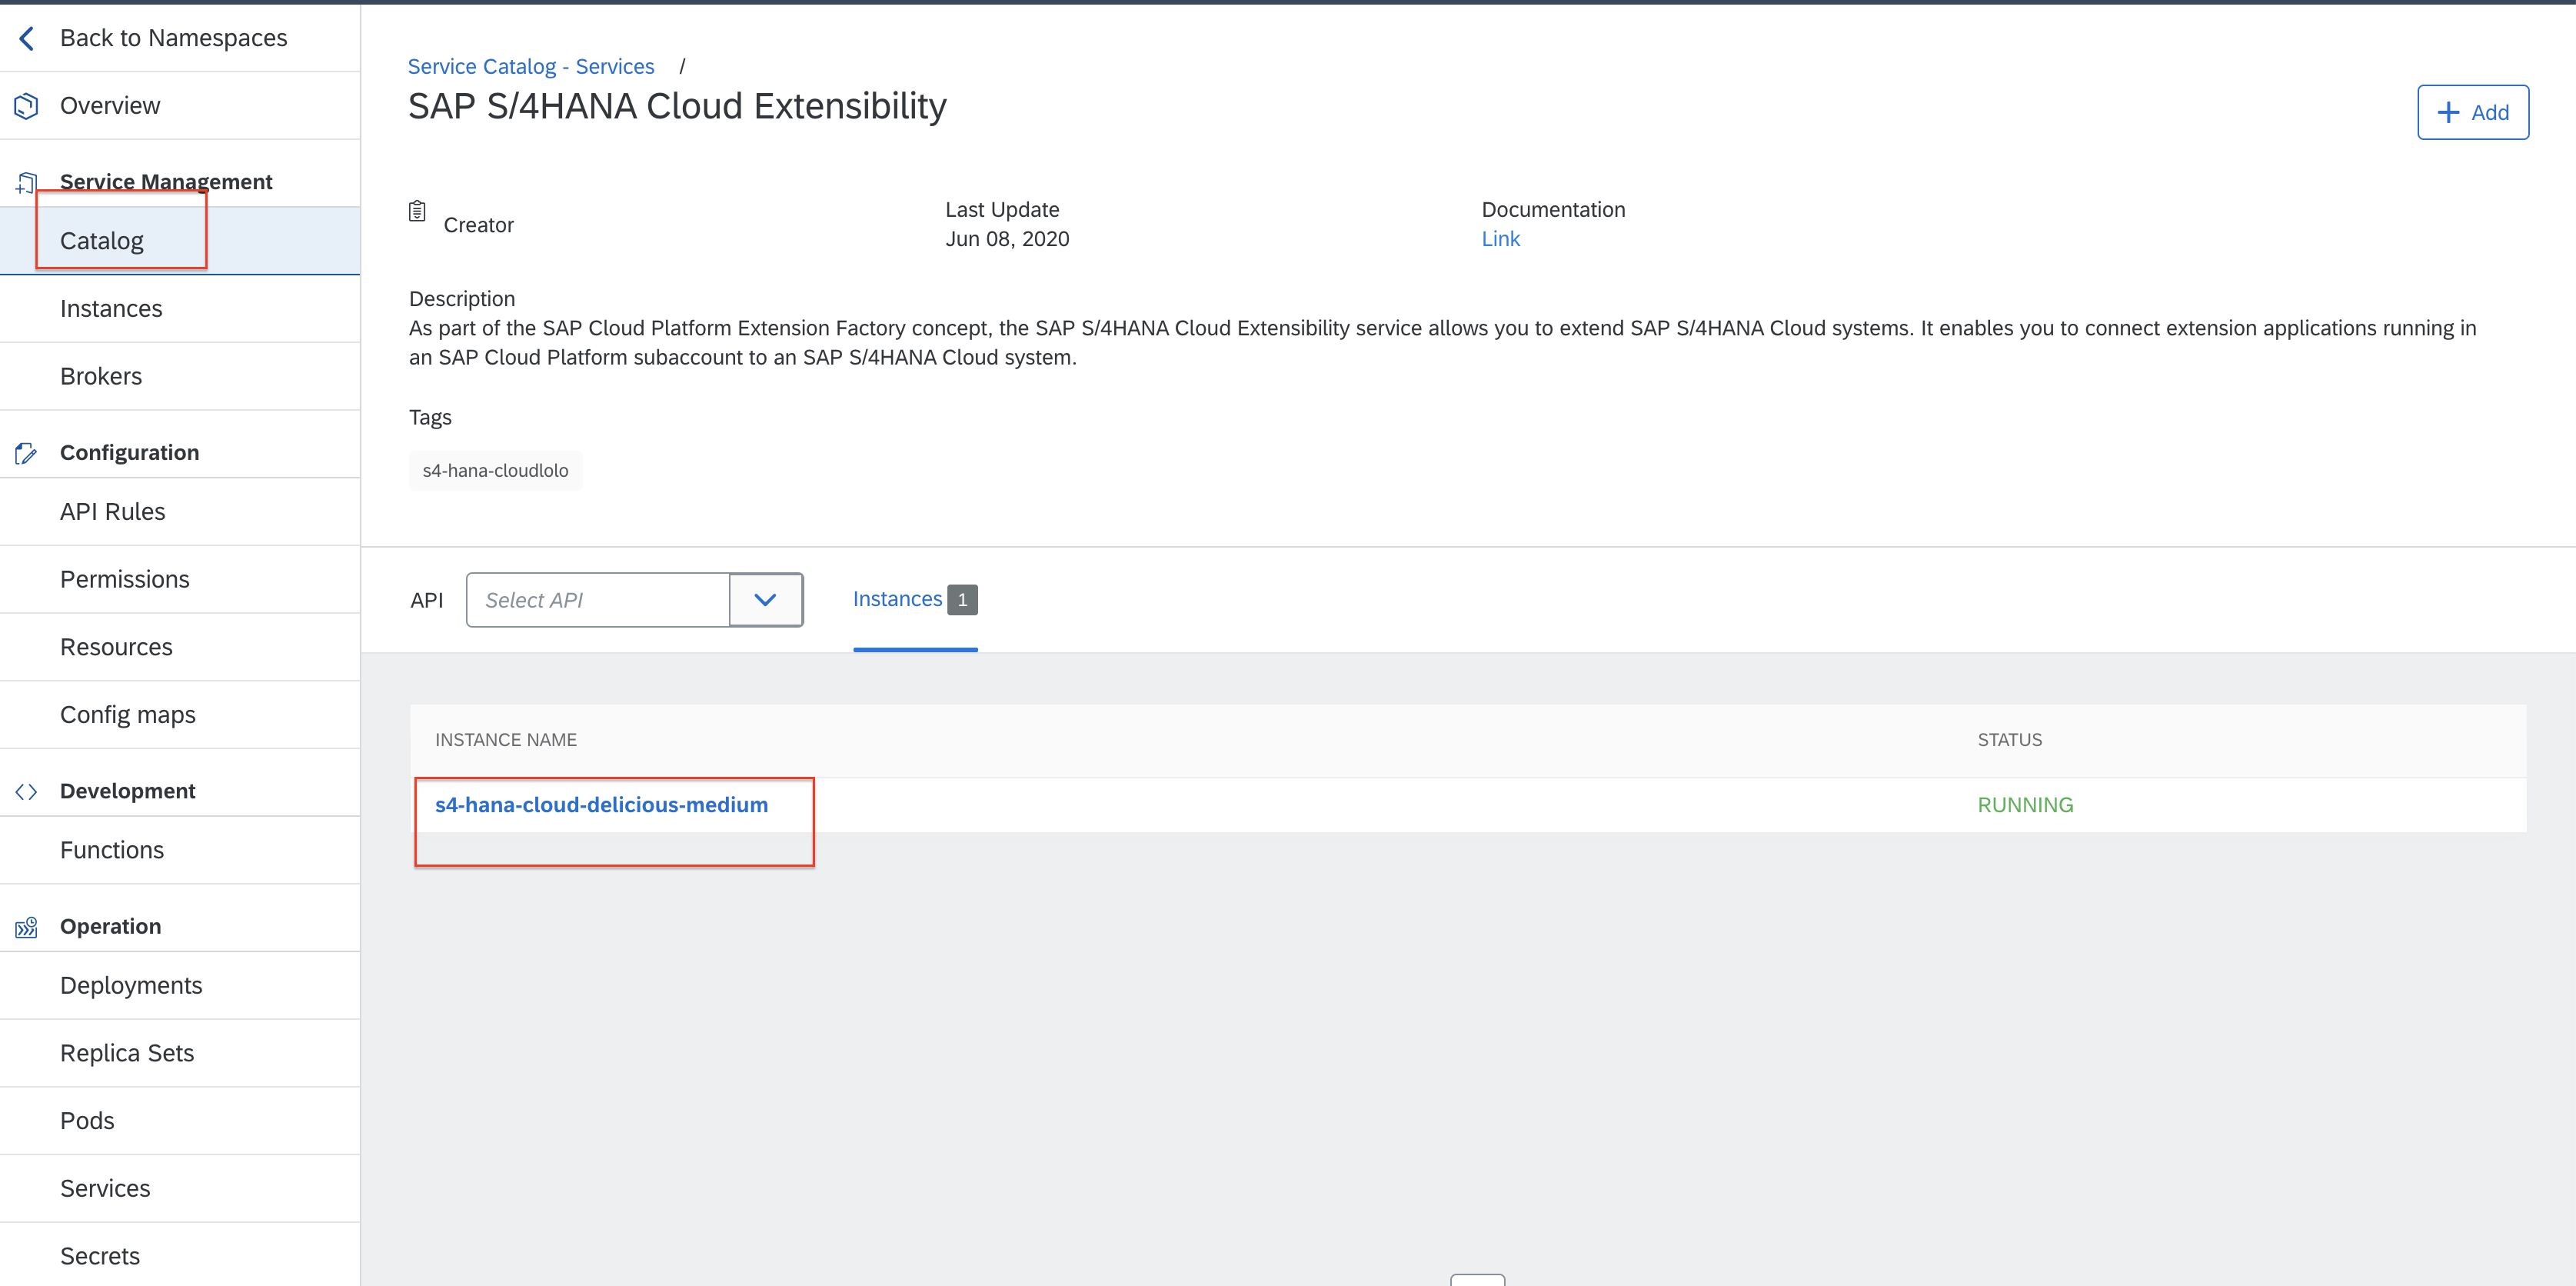 Back to Namespaces
Overview
Service Management
Catalog
Instances
Brokers
Configuration
API Rules
Permissions
Resources
Config maps
Development
Functions
Operation
Deployments
Replica Sets
Pods
Services
Secrets
Service Catalog - Services /
SAP S/4HANA Cloud Extensibility
Add
Creator
Last Update
Jun 08, 2020
Documentation
Link
Description
As part of the SAP Cloud Platform Extension Factory concept, the SAP S/4HANA Cloud Extensibility service allows you to extend SAP S/4HANA Cloud systems. It enables you to connect extension applications running in
an SAP Cloud Platform subaccount to an SAP S/4HANA Cloud system.
Tags
s4-hana-cloudlolo
API Select API Instances 1
INSTANCE NAME STATUS
s4-hana-cloud-delicious-medium RUNNING